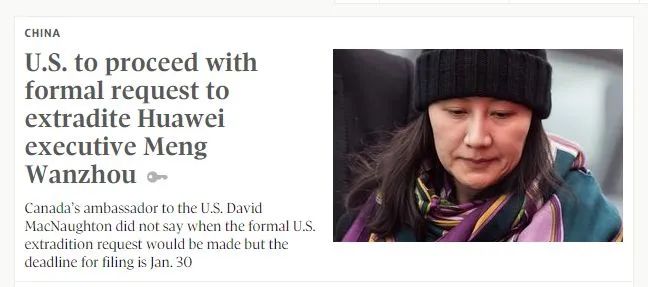 CHINA
U.S. to proceed with
formal request to
extradite Huawei
executive Meng
Wanzhou
Canada's ambassador to the U.S. David
MacNaughton did not say when the formal U.S.
extradition request would be made but the
deadline for filing is Jan. 30